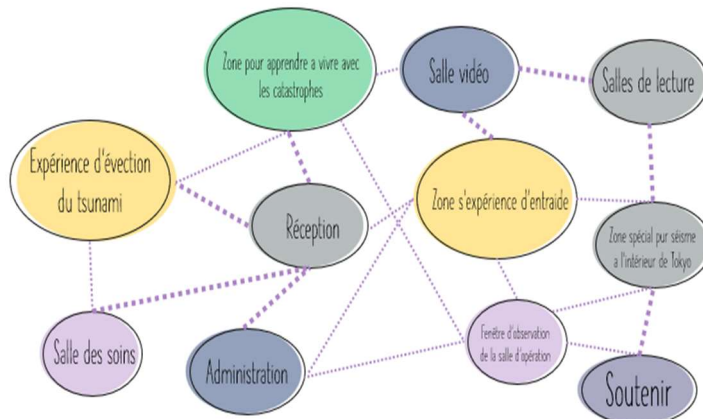 Zone pour apprendre a vivre avec
les catastrophes
Salle vidéo
Salles de lecture
Expérience d'évection
du tsunami
Réception
Zone s'expérience d'entraide
Zone spécial pur séisme
a l'intérieur de Tokyo
Salle des soins
Administration
Fenêtre d'observation
de la salle d'opération
Soutenir